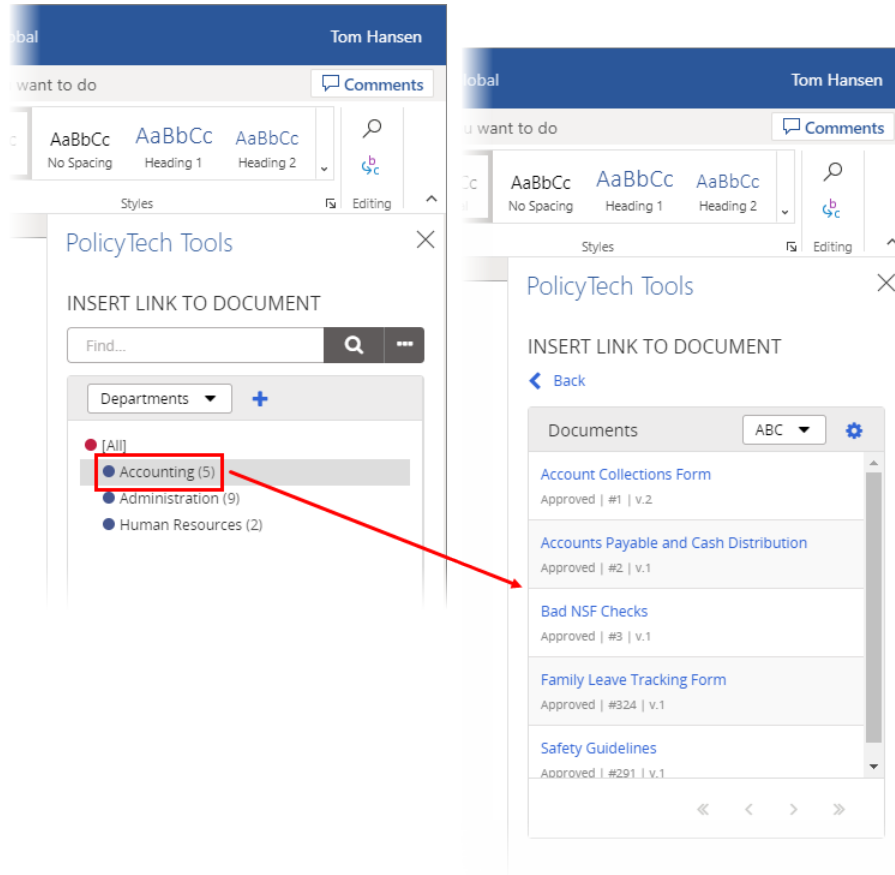 obal Tom Hansen
want to do Comments
AaBbCc AaBbCc AaBbCc
No Spacing Heading 1 Heading 2
Styles Editing
PolicyTech Tools
INSERT LINK TO DOCUMENT
Find...
Departments
[All]
Accounting (5)
Administration (9)
Human Resources (2)
lobal Tom Hansen
u want to do Comments
Cc AaBbCc AaBbCc AaBbCc
No Spacing Heading 1 Heading 2
Styles Editing
PolicyTech Tools
INSERT LINK TO DOCUMENT
Back
Documents ABC
Account Collections Form
Approved | #1 | v.2
Accounts Payable and Cash Distribution
Approved | #2 | v.1
Bad NSF Checks
Approved | #3 | v.1
Family Leave Tracking Form
Approved | #324 | v.1
Safety Guidelines
Approved | #291 | v.1